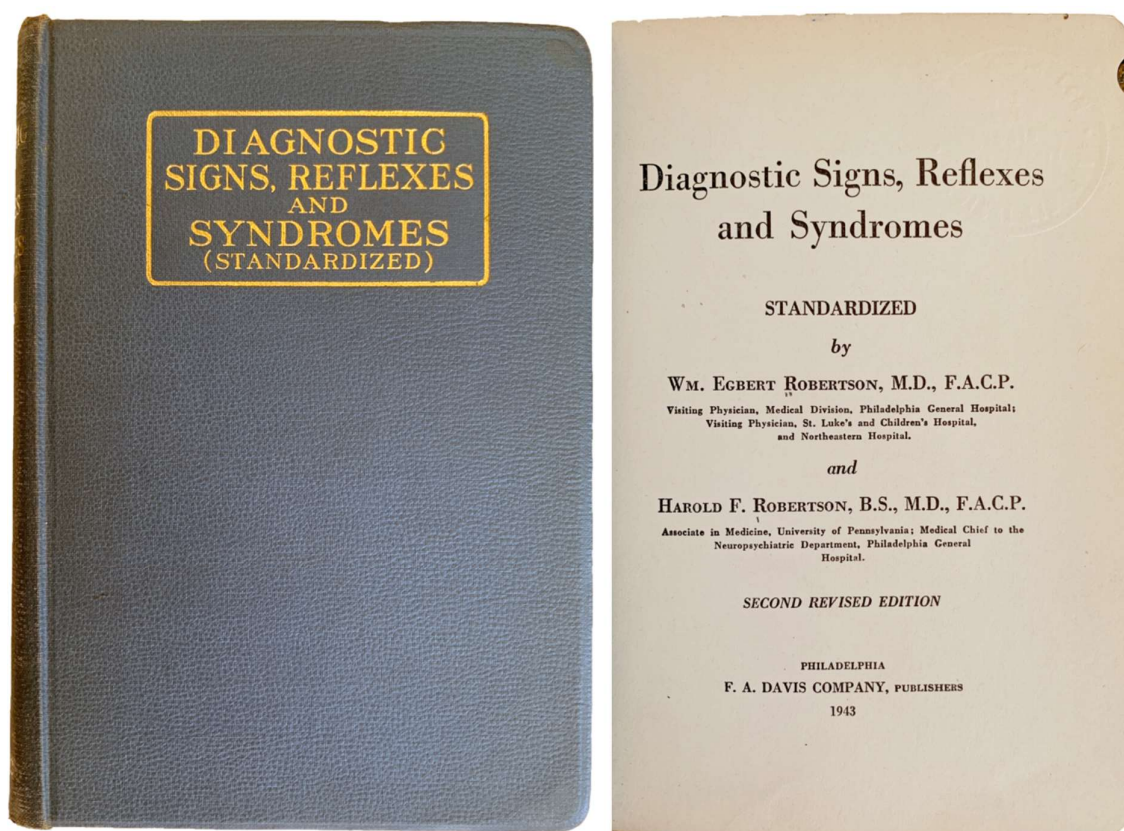 DIAGNOSTIC
SIGNS, REFLEXES
AND
SYNDROMES
(STANDARDIZED)
Diagnostic Signs, Reflexes
and Syndromes
STANDARDIZED
by
WM. EGBERT ROBERTSON, M.D., F.A.C.P.
Visiting Physician, Medical Division, Philadelphia General Hospital;
Visiting Physician, St. Luke's and Children's Hospital,
and Northeastern Hospital.
and
HAROLD F. ROBERTSON, B.S., M.D., F.A.C.P.
Associate in Medicine, University of Pennsylvania; Medical Chief to the
Neuropsychiatric Department, Philadelphia General
Hospital.
SECOND REVISED EDITION
PHILADELPHIA
F. A. DAVIS COMPANY, PUBLISHERS
1943